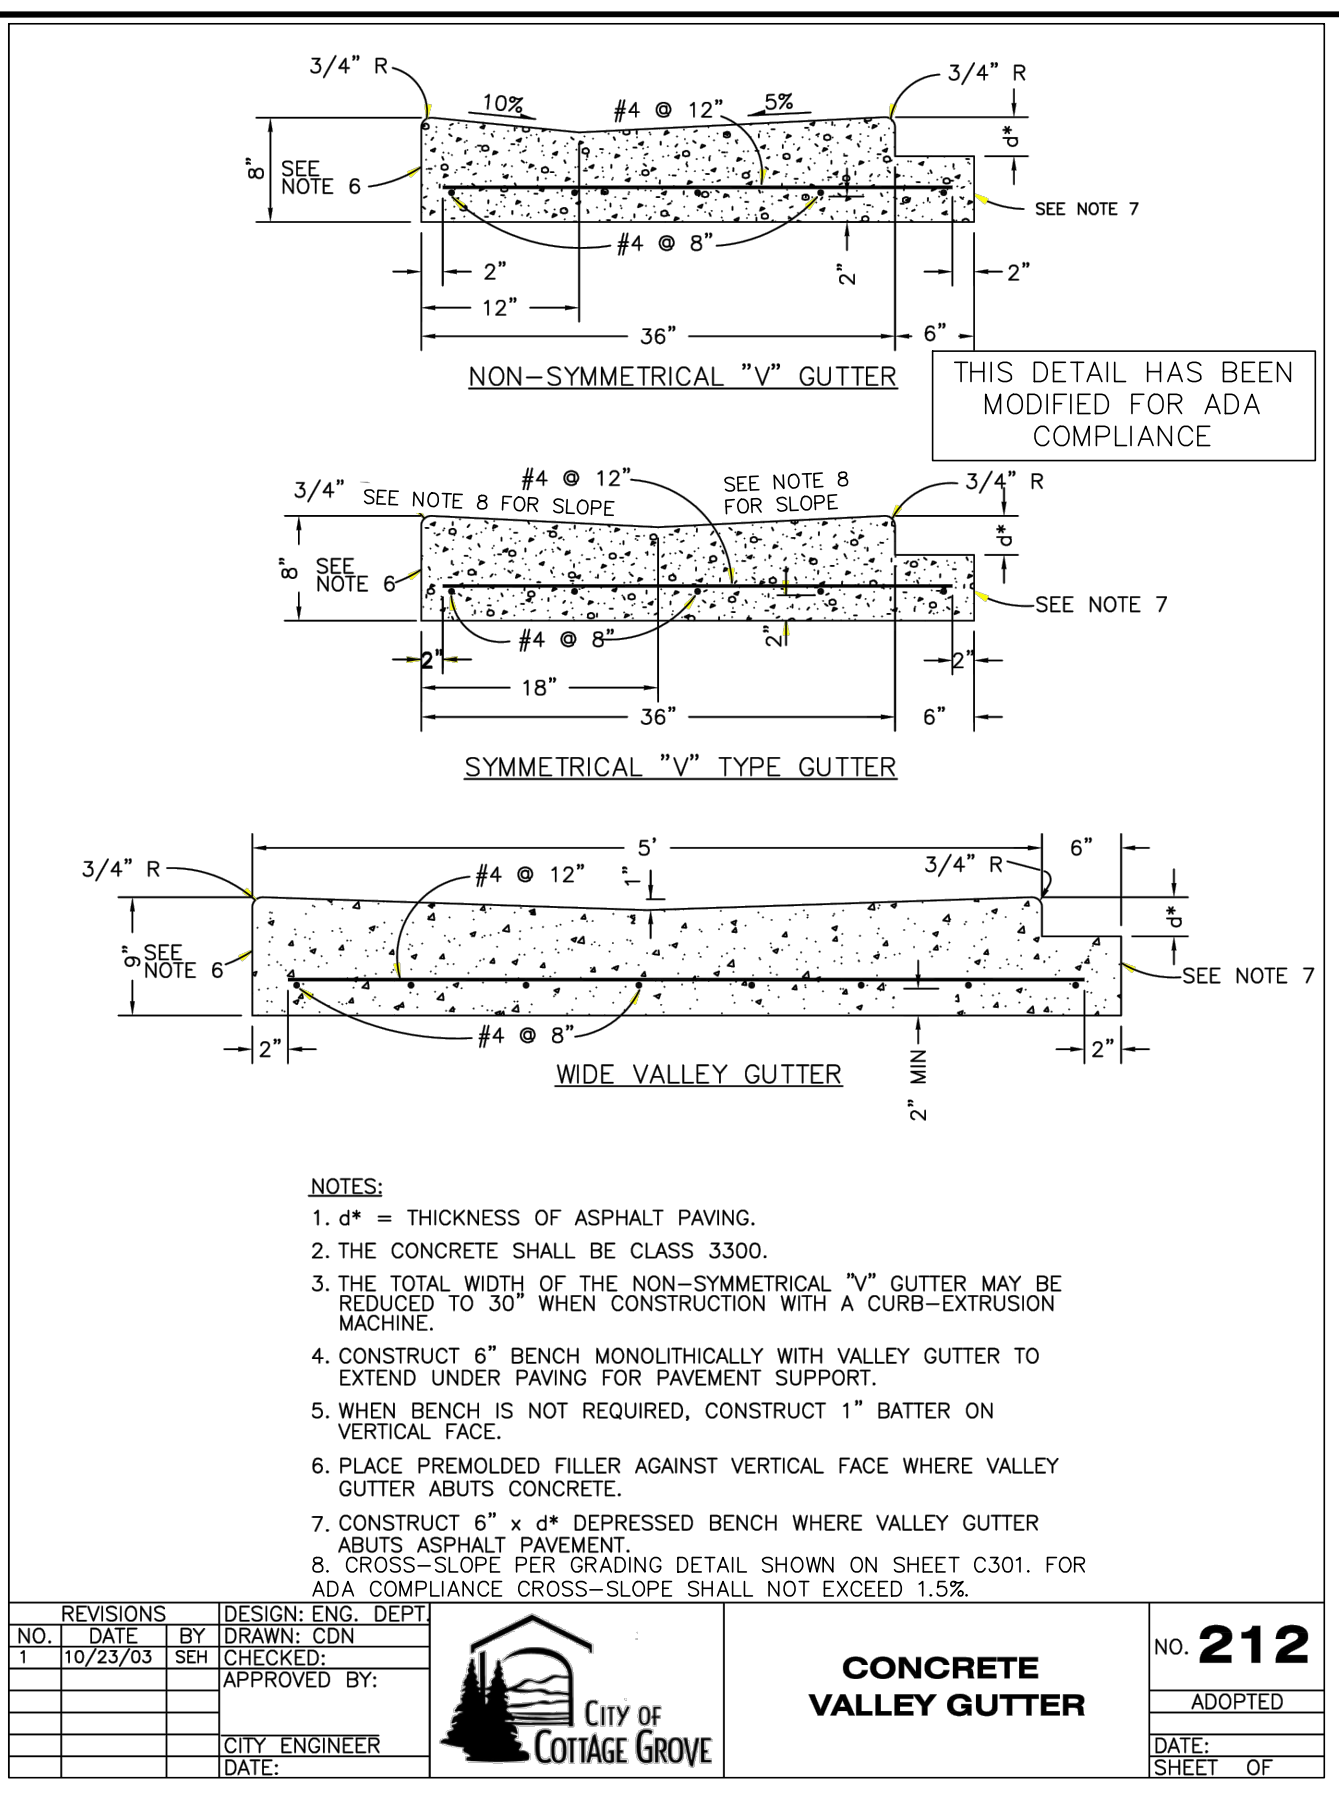 3/4" R
3/4" R
10%
#4 @ 12"
5%
d*
8"
SEE
NOTE 6
SEE NOTE 7
#4 @ 8"
2"
2"
2"
12"
36"
6"
NON-SYMMETRICAL "V" GUTTER
THIS DETAIL HAS BEEN
MODIFIED FOR ADA
COMPLIANCE
#4 @ 12"
3/4"
SEE NOTE 8 FOR SLOPE
SEE NOTE 8
FOR SLOPE
3/4" R
d*
8"
SEE
NOTE 6
SEE NOTE 7
#4 @ 8"
2"
2"
2"
18"
36"
6"
SYMMETRICAL "V" TYPE GUTTER
5'
6"
3/4" R
#4 @ 12"
1"
3/4" R
d*
9"
SEE
NOTE 6
SEE NOTE 7
#4 @ 8"
2"
2"
2" MIN
WIDE VALLEY GUTTER
NOTES:
1. d* = THICKNESS OF ASPHALT PAVING.
2. THE CONCRETE SHALL BE CLASS 3300.
3. THE TOTAL WIDTH OF THE NON-SYMMETRICAL "V" GUTTER MAY BE
REDUCED TO 30" WHEN CONSTRUCTION WITH A CURB-EXTRUSION
MACHINE.
4. CONSTRUCT 6" BENCH MONOLITHICALLY WITH VALLEY GUTTER TO
EXTEND UNDER PAVING FOR PAVEMENT SUPPORT.
5. WHEN BENCH IS NOT REQUIRED, CONSTRUCT 1" BATTER ON
VERTICAL FACE.
6. PLACE PREMOLDED FILLER AGAINST VERTICAL FACE WHERE VALLEY
GUTTER ABUTS CONCRETE.
7. CONSTRUCT 6" x d* DEPRESSED BENCH WHERE VALLEY GUTTER
ABUTS ASPHALT PAVEMENT.
8. CROSS-SLOPE PER GRADING DETAIL SHOWN ON SHEET C301. FOR
ADA COMPLIANCE CROSS-SLOPE SHALL NOT EXCEED 1.5%.
REVISIONS
NO. DATE BY
1 10/23/03 SEH
DESIGN: ENG. DEPT.
DRAWN: CDN
CHECKED:
APPROVED BY:
CITY ENGINEER
DATE:
CITY OF
COTTAGE GROVE
CONCRETE
VALLEY GUTTER
NO. 212
ADOPTED
DATE:
SHEET OF